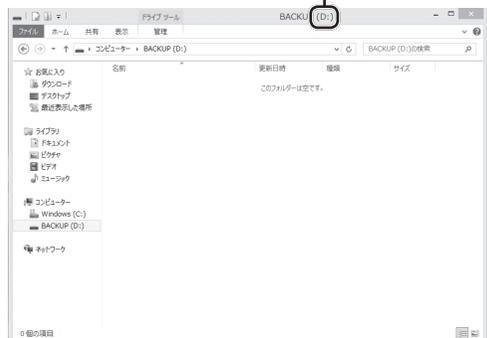 ドライブ ツール
BACKUP (D:)
ファイル ホーム 共有 表示 管理
コンピューター BACKUP (D:)
BACKUP (D:)の検索
名前 更新日時 種類 サイズ
このフォルダーは空です。
お気に入り
ダウンロード
デスクトップ
最近表示した場所
ライブラリ
ドキュメント
ピクチャ
ビデオ
ミュージック
コンピューター
Windows (C:)
BACKUP (D:)
ネットワーク
0 個の項目